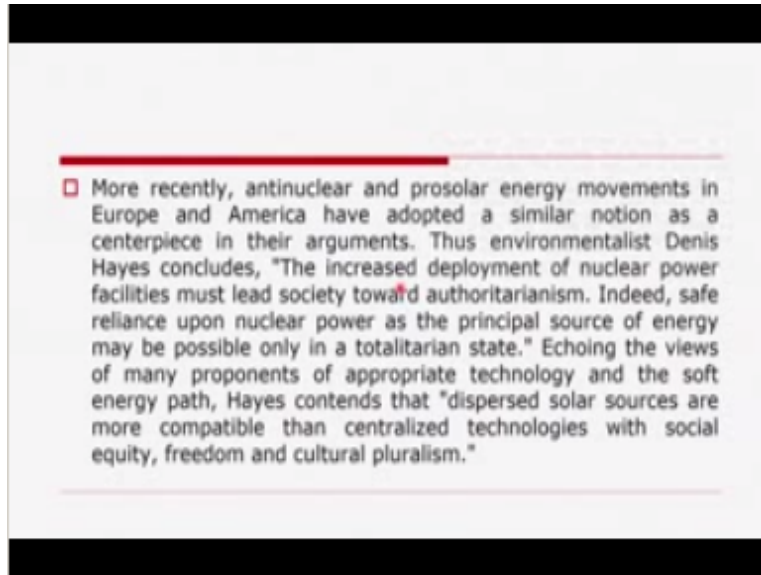 More recently, antinuclear and prosolar energy movements in
Europe and America have adopted a similar notion as a
centerpiece in their arguments. Thus environmentalist Denis
Hayes concludes, "The increased deployment of nuclear power
facilities must lead society toward authoritarianism. Indeed, safe
reliance upon nuclear power as the principal source of energy
may be possible only in a totalitarian state." Echoing the views
of many proponents of appropriate technology and the soft
energy path, Hayes contends that "dispersed solar sources are
more compatible than centralized technologies with social
equity, freedom and cultural pluralism."